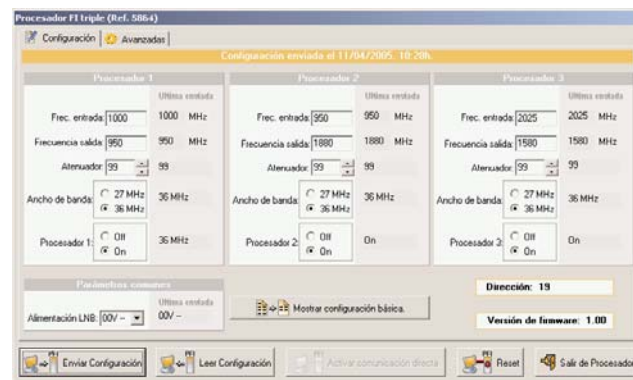 Procesador FI triple (Ref. 5864)
Configuración Avanzadas
Configuración enviada el 11/04/2005. 10:20h.
Procesador 1 Procesador 2 Procesador 3
Ultima enviada Ultima enviada Ultima enviada
Frec. entrada: 1000 1000 MHz Frec. entrada: 950 950 MHz Frec. entrada: 2025 2025 MHz
Frecuencia salida: 950 950 MHz Frecuencia salida: 1880 1880 MHz Frecuencia salida: 1580 1580 MHz
Atenuador: 99 99 Atenuador: 99 99 Atenuador: 99 99
Ancho de banda: 27 MHz 36 MHz 36 MHz Ancho de banda: 27 MHz 36 MHz 36 MHz Ancho de banda: 27 MHz 36 MHz 36 MHz
Procesador 1: Off On 36 MHz Procesador 2: Off On On Procesador 3: Off On On
Parámetros comunes
Ultima enviada
Alimentación LNB: 00V -- 00V --
Mostrar configuración básica.
Dirección: 19
Versión de firmware: 1.00
Enviar Configuración Leer Configuración Activar comunicación directa Reset Salir de Procesador